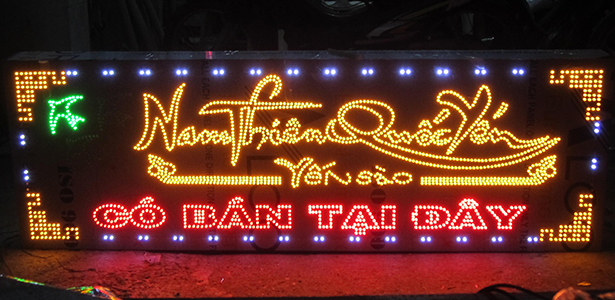 Nam Thiên Quốc Yến
Yến sào
CÓ BÁN TẠI ĐÂY